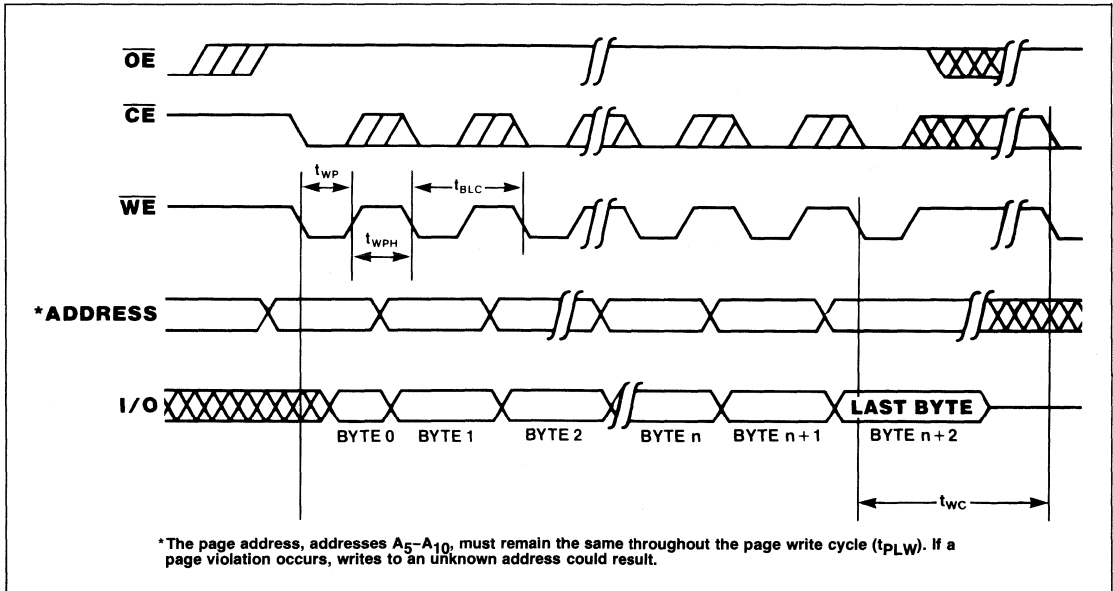 OE
CE
tWP
tBLC
WE
tWPH
*ADDRESS
I/O
LAST BYTE
BYTE 0 BYTE 1 BYTE 2 BYTE n BYTE n+1 BYTE n+2
tWC
*The page address, addresses A5–A10, must remain the same throughout the page write cycle (tPLW). If a
page violation occurs, writes to an unknown address could result.